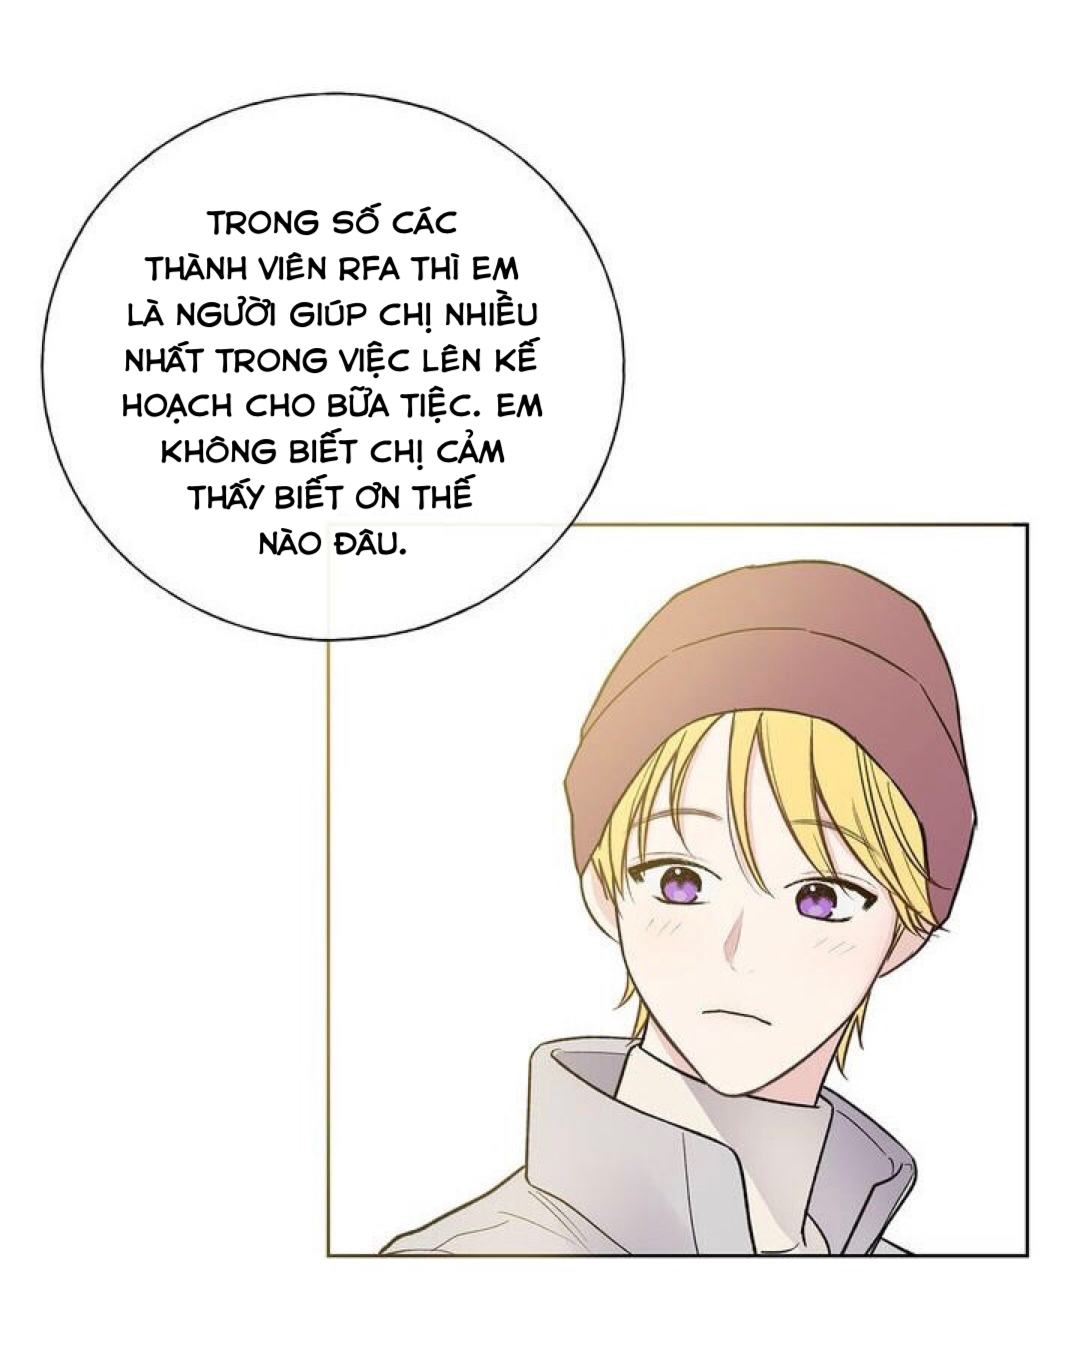 TRONG SỐ CÁC
THÀNH VIÊN RFA THÌ EM
LÀ NGƯỜI GIÚP CHỊ NHIỀU
NHẤT TRONG VIỆC LÊN KẾ
HOẠCH CHO BỮA TIỆC. EM
KHÔNG BIẾT CHỊ CẢM
THẤY BIẾT ƠN THẾ
NÀO ĐÂU.